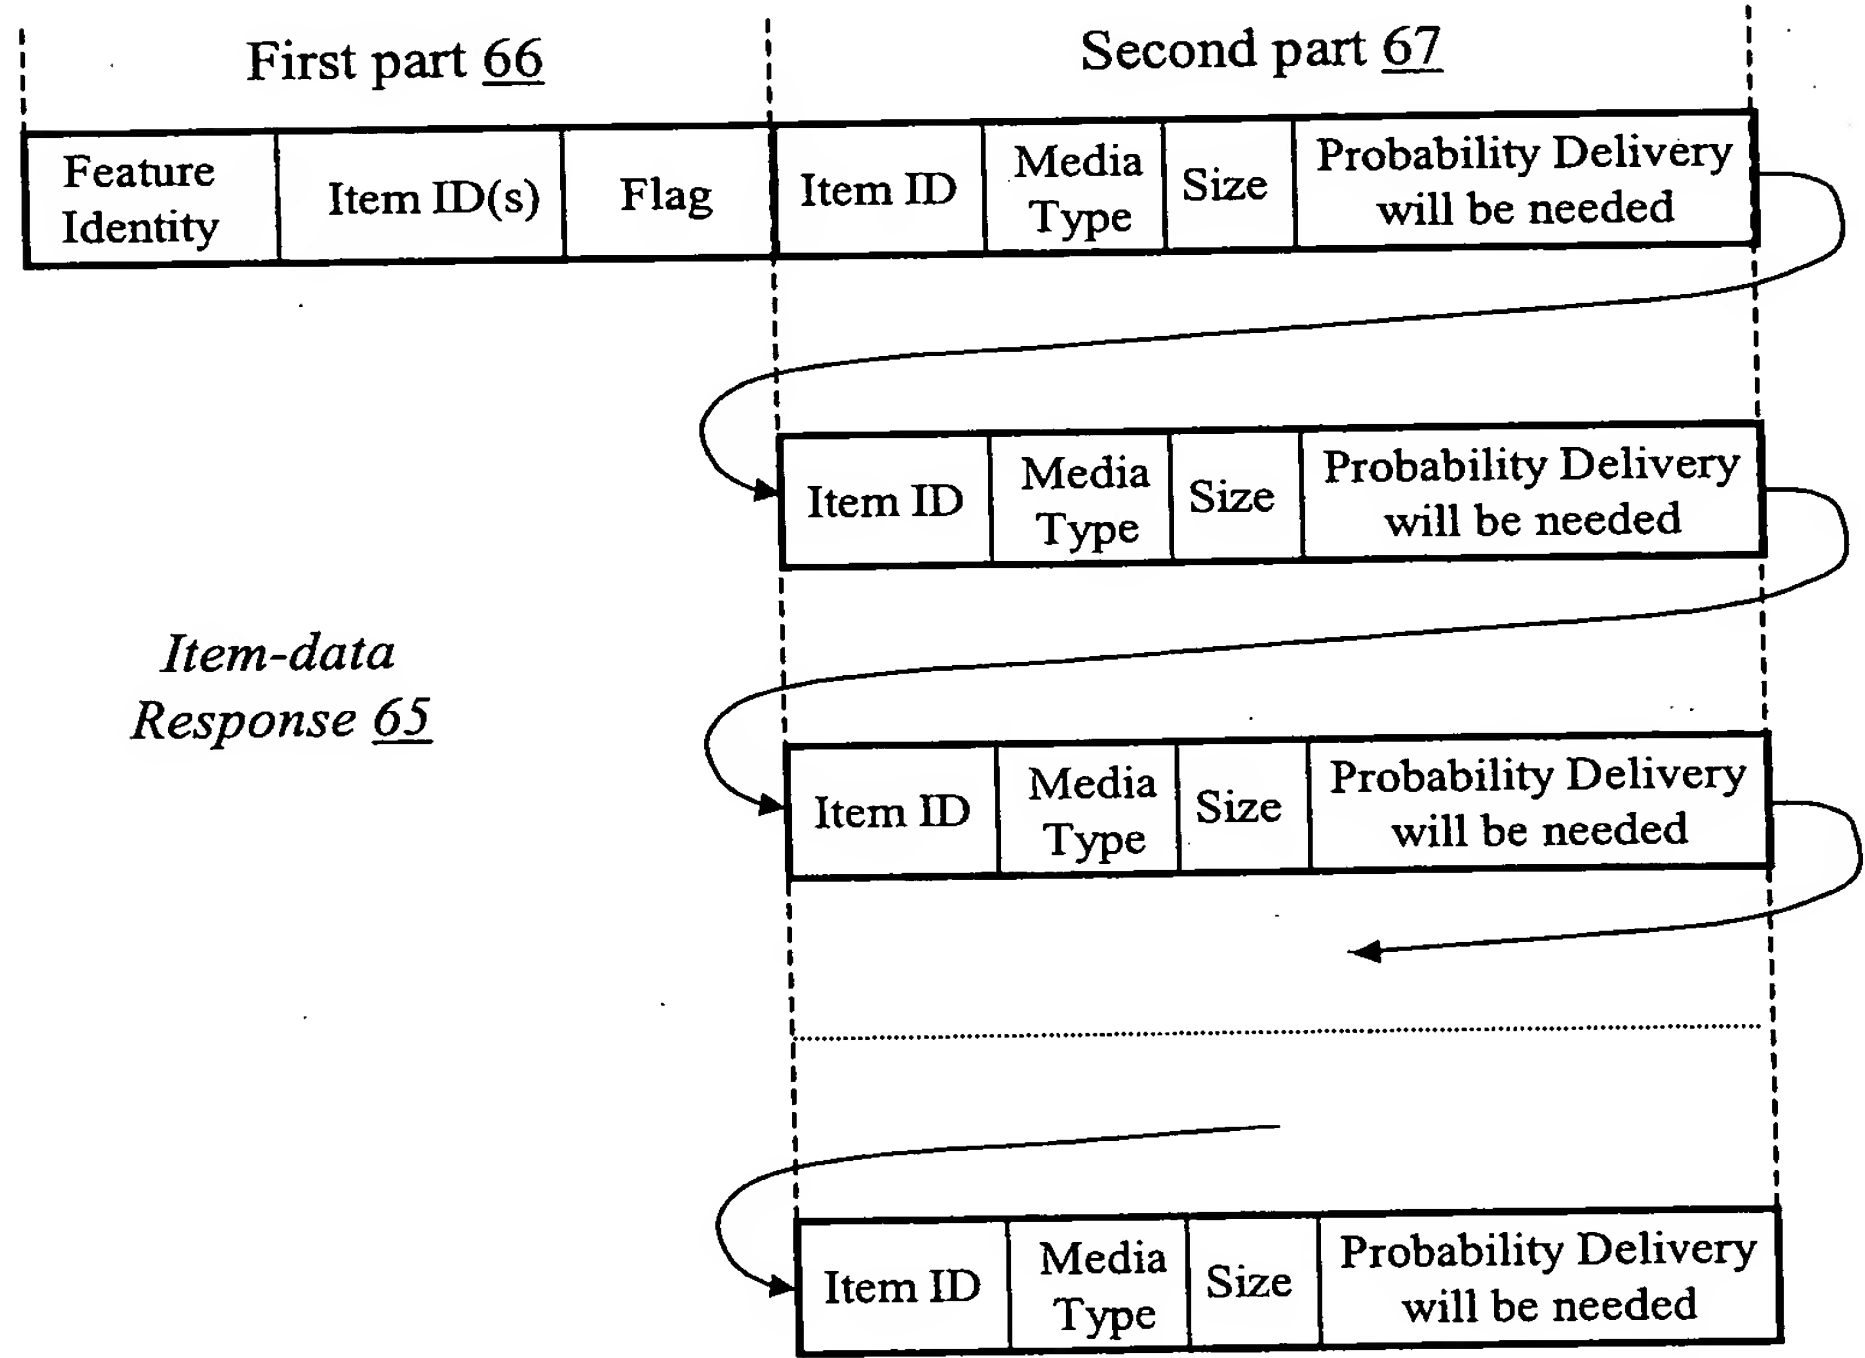 First part 66
Second part 67
Feature
Identity
Item ID(s)
Flag
Item ID
Media
Type
Size
Probability Delivery
will be needed
Item ID
Media
Type
Size
Probability Delivery
will be needed
Item-data
Response 65
Item ID
Media
Type
Size
Probability Delivery
will be needed
Item ID
Media
Type
Size
Probability Delivery
will be needed